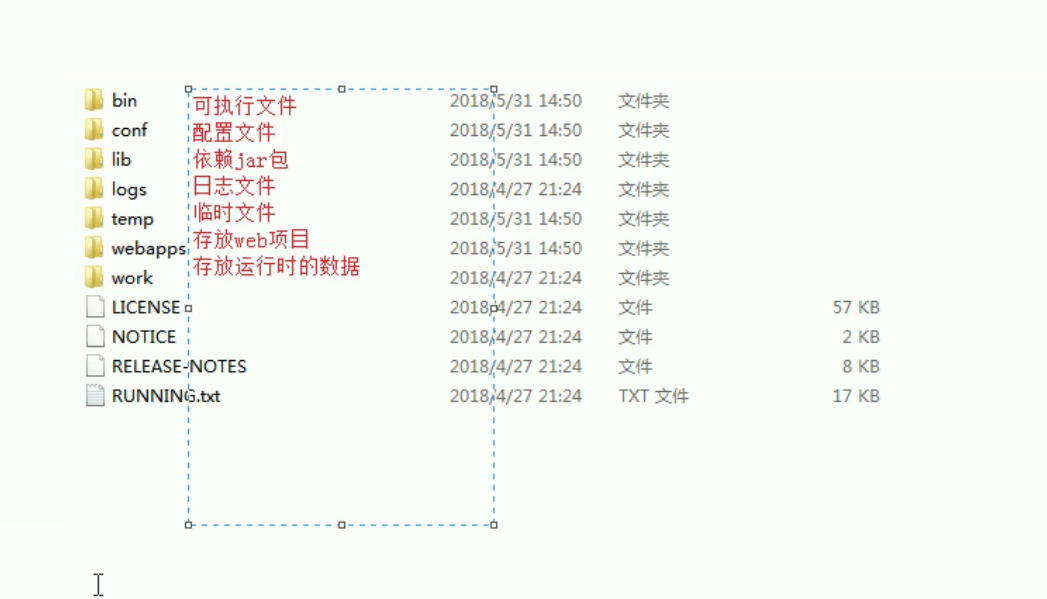 bin 可执行文件 2018/5/31 14:50 文件夹
conf 配置文件 2018/5/31 14:50 文件夹
lib 依赖jar包 2018/5/31 14:50 文件夹
logs 日志文件 2018/4/27 21:24 文件夹
temp 临时文件 2018/5/31 14:50 文件夹
webapps 存放web项目 2018/5/31 14:50 文件夹
work 存放运行时的数据 2018/4/27 21:24 文件夹
LICENSE 2018/4/27 21:24 文件 57 KB
NOTICE 2018/4/27 21:24 文件 2 KB
RELEASE-NOTES 2018/4/27 21:24 文件 8 KB
RUNNING.txt 2018/4/27 21:24 TXT 文件 17 KB